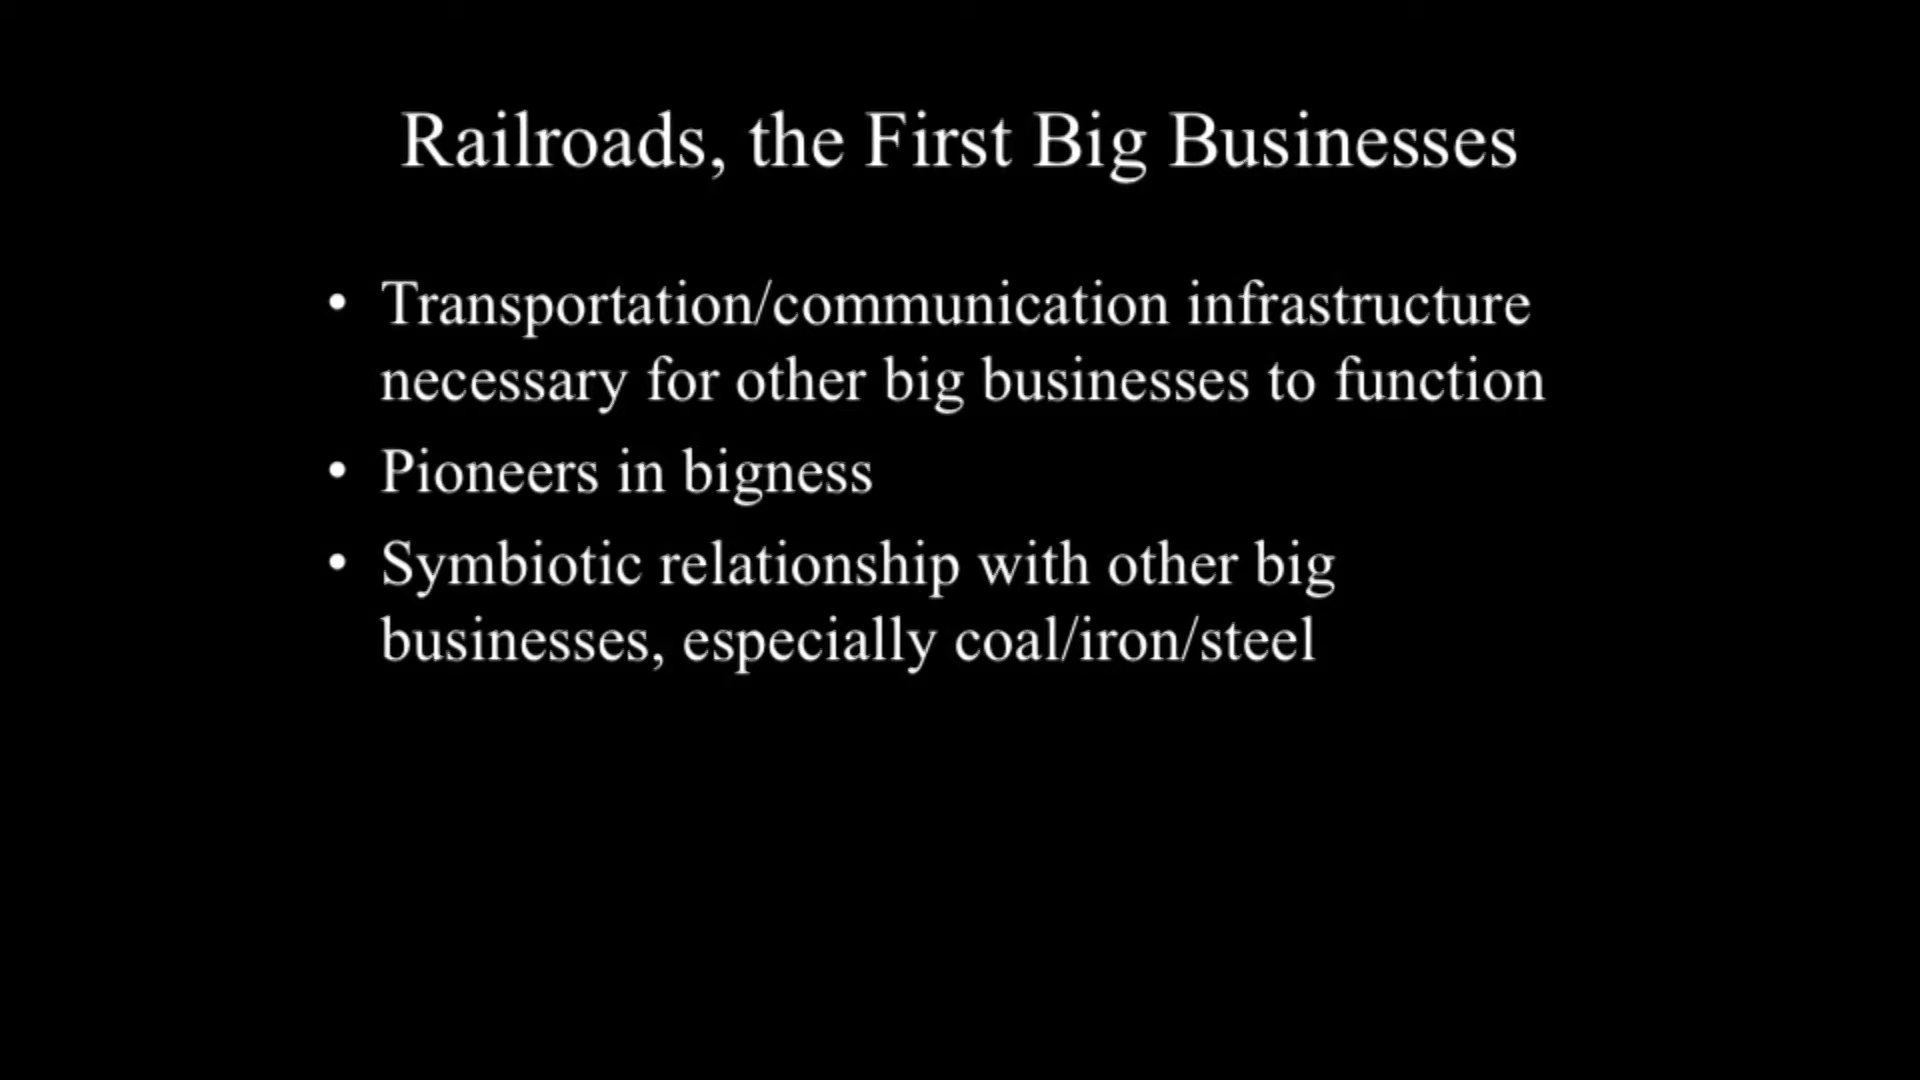 Railroads, the First Big Businesses
• Transportation/communication infrastructure
necessary for other big businesses to function
• Pioneers in bigness
• Symbiotic relationship with other big
businesses, especially coal/iron/steel